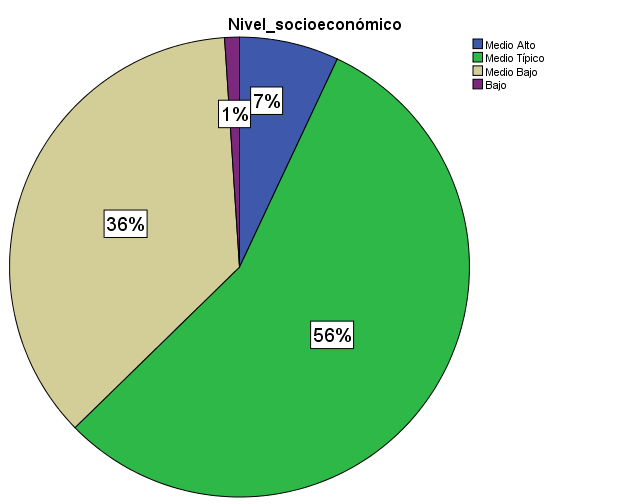 Nivel_socioeconómico
Medio Alto
Medio Típico
Medio Bajo
Bajo
7%
1%
36%
56%